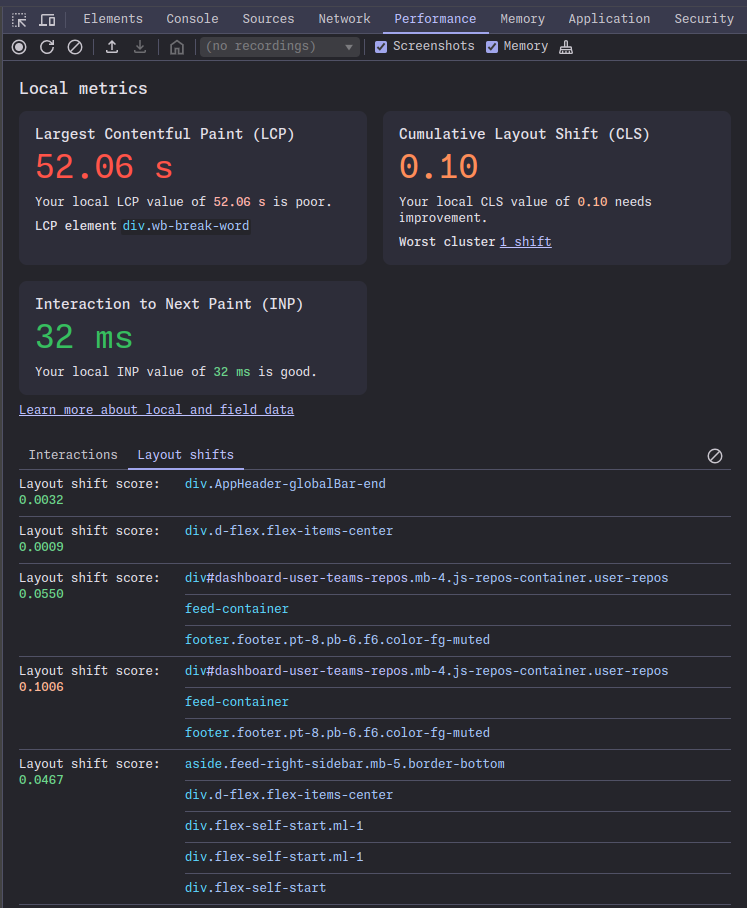 Elements Console Sources Network Performance Memory Application Security
(no recordings) Screenshots Memory
Local metrics
Largest Contentful Paint (LCP)
52.06 s
Your local LCP value of 52.06 s is poor.
LCP element div.wb-break-word
Cumulative Layout Shift (CLS)
0.10
Your local CLS value of 0.10 needs
improvement.
Worst cluster 1 shift
Interaction to Next Paint (INP)
32 ms
Your local INP value of 32 ms is good.
Learn more about local and field data
Interactions Layout shifts
Layout shift score: div.AppHeader-globalBar-end
0.0032
Layout shift score: div.d-flex.flex-items-center
0.0009
Layout shift score: div#dashboard-user-teams-repos.mb-4.js-repos-container.user-repos
0.0550
feed-container
footer.footer.pt-8.pb-6.f6.color-fg-muted
Layout shift score: div#dashboard-user-teams-repos.mb-4.js-repos-container.user-repos
0.1006
feed-container
footer.footer.pt-8.pb-6.f6.color-fg-muted
Layout shift score: aside.feed-right-sidebar.mb-5.border-bottom
0.0467
div.d-flex.flex-items-center
div.flex-self-start.ml-1
div.flex-self-start.ml-1
div.flex-self-start